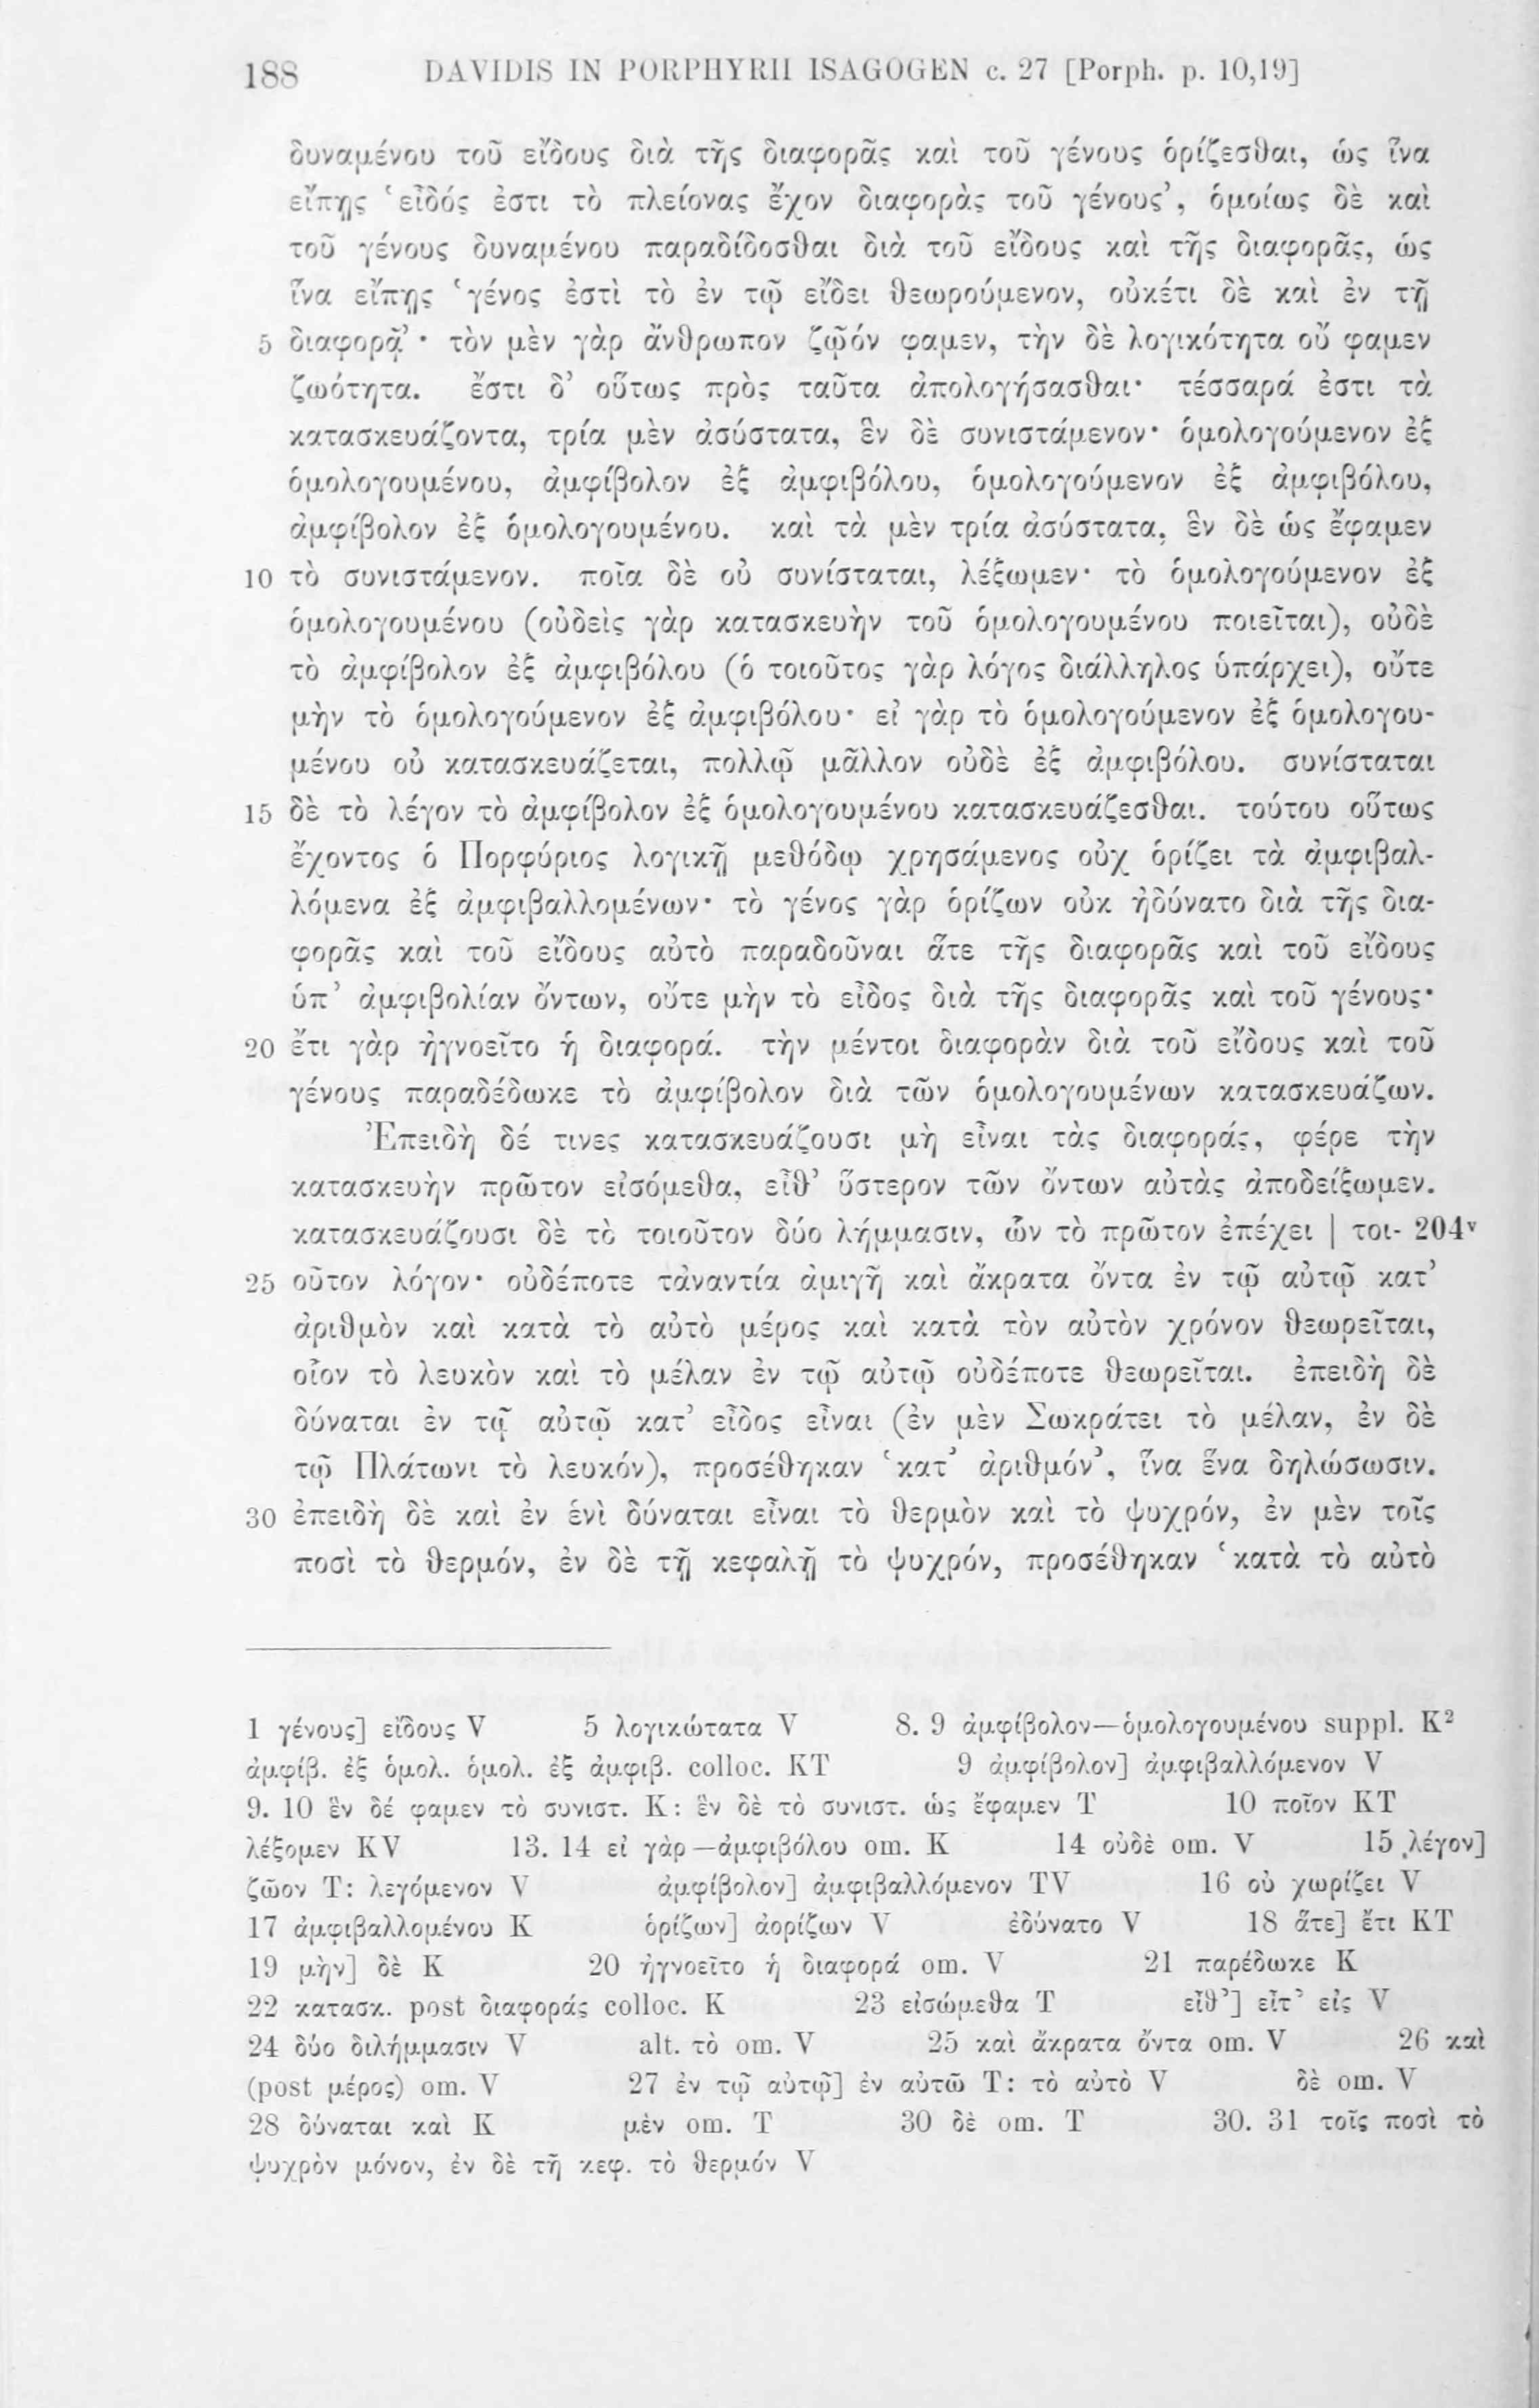 188 DAVIDIS IN PORPHYRII ISAGOGEN c. 27 [Porph. p. 10,19]
δυναμένου τοῦ εἴδους διὰ τῆς διαφορᾶς καὶ τοῦ γένους ὁρίζεσθαι, ὡς ἵνα
εἴπῃς ‘εἶδός ἐστι τὸ πλείονας ἔχον διαφορὰς τοῦ γένους’, ὁμοίως δὲ καὶ
τοῦ γένους δυναμένου παραδίδοσθαι διὰ τοῦ εἴδους καὶ τῆς διαφορᾶς, ὡς
ἵνα εἴπῃς ‘γένος ἐστὶ τὸ ἐν τῷ εἴδει θεωρούμενον, οὐκέτι δὲ καὶ ἐν τῇ
5 διαφορᾷ’· τὸν μὲν γὰρ ἄνθρωπον ζῷόν φαμεν, τὴν δὲ λογικότητα οὔ φαμεν
ζωότητα. ἔστι δ’ οὕτως πρὸς ταῦτα ἀπολογήσασθαι· τέσσαρά ἐστι τὰ
κατασκευάζοντα, τρία μὲν ἀσύστατα, ἓν δὲ συνιστάμενον· ὁμολογούμενον ἐξ
ὁμολογουμένου, ἀμφίβολον ἐξ ἀμφιβόλου, ὁμολογούμενον ἐξ ἀμφιβόλου,
ἀμφίβολον ἐξ ὁμολογουμένου. καὶ τὰ μὲν τρία ἀσύστατα, ἓν δὲ ὡς ἔφαμεν
10 τὸ συνιστάμενον. ποῖα δὲ οὐ συνίσταται, λέξωμεν· τὸ ὁμολογούμενον ἐξ
ὁμολογουμένου (οὐδεὶς γὰρ κατασκευὴν τοῦ ὁμολογουμένου ποιεῖται), οὐδὲ
τὸ ἀμφίβολον ἐξ ἀμφιβόλου (ὁ τοιοῦτος γὰρ λόγος διάλληλος ὑπάρχει), οὔτε
μὴν τὸ ὁμολογούμενον ἐξ ἀμφιβόλου· εἰ γὰρ τὸ ὁμολογούμενον ἐξ ὁμολογου-
μένου οὐ κατασκευάζεται, πολλῷ μᾶλλον οὐδὲ ἐξ ἀμφιβόλου. συνίσταται
15 δὲ τὸ λέγον τὸ ἀμφίβολον ἐξ ὁμολογουμένου κατασκευάζεσθαι. τούτου οὕτως
ἔχοντος ὁ Πορφύριος λογικῇ μεθόδῳ χρησάμενος οὐχ ὁρίζει τὰ ἀμφιβαλ-
λόμενα ἐξ ἀμφιβαλλομένων· τὸ γένος γὰρ ὁρίζων οὐκ ἠδύνατο διὰ τῆς δια-
φορᾶς καὶ τοῦ εἴδους αὐτὸ παραδοῦναι ἅτε τῆς διαφορᾶς καὶ τοῦ εἴδους
ὑπ’ ἀμφιβολίαν ὄντων, οὔτε μὴν τὸ εἶδος διὰ τῆς διαφορᾶς καὶ τοῦ γένους·
20 ἔτι γὰρ ἠγνοεῖτο ἡ διαφορά. τὴν μέντοι διαφορὰν διὰ τοῦ εἴδους καὶ τοῦ
γένους παραδέδωκε τὸ ἀμφίβολον διὰ τῶν ὁμολογουμένων κατασκευάζων.
Ἐπειδὴ δέ τινες κατασκευάζουσι μὴ εἶναι τὰς διαφοράς, φέρε τὴν
κατασκευὴν πρῶτον εἰσόμεθα, εἶθ’ ὕστερον τῶν ὄντων αὐτὰς ἀποδείξωμεν.
κατασκευάζουσι δὲ τὸ τοιοῦτον δύο λήμμασιν, ὧν τὸ πρῶτον ἐπέχει | τοι- 204v
25 οῦτον λόγον· οὐδέποτε τἀναντία ἀμιγῆ καὶ ἄκρατα ὄντα ἐν τῷ αὐτῷ κατ’
ἀριθμὸν καὶ κατὰ τὸ αὐτὸ μέρος καὶ κατὰ τὸν αὐτὸν χρόνον θεωρεῖται,
οἷον τὸ λευκὸν καὶ τὸ μέλαν ἐν τῷ αὐτῷ οὐδέποτε θεωρεῖται. ἐπειδὴ δὲ
δύναται ἐν τῷ αὐτῷ κατ’ εἶδος εἶναι (ἐν μὲν Σωκράτει τὸ μέλαν, ἐν δὲ
τῷ Πλάτωνι τὸ λευκόν), προσέθηκαν ‘κατ’ ἀριθμόν’, ἵνα ἕνα δηλώσωσιν.
30 ἐπειδὴ δὲ καὶ ἐν ἑνὶ δύναται εἶναι τὸ θερμὸν καὶ τὸ ψυχρόν, ἐν μὲν τοῖς
ποσὶ τὸ θερμόν, ἐν δὲ τῇ κεφαλῇ τὸ ψυχρόν, προσέθηκαν ‘κατὰ τὸ αὐτὸ
1 γένους] εἴδους V 5 λογικώτατα V 8. 9 ἀμφίβολον—ὁμολογουμένου suppl. K²
ἀμφίβ. ἐξ ὁμολ. ὁμολ. ἐξ ἀμφιβ. colloc. KT 9 ἀμφίβολον] ἀμφιβαλλόμενον V
9. 10 ἓν δέ φαμεν τὸ συνιστ. K: ἓν δὲ τὸ συνιστ. ὡς ἔφαμεν T 10 ποῖον KT
λέξομεν KV 13. 14 εἰ γὰρ—ἀμφιβόλου om. K 14 οὐδὲ om. V 15 λέγον]
ζῶον T: λεγόμενον V ἀμφίβολον] ἀμφιβαλλόμενον TV 16 οὐ χωρίζει V
17 ἀμφιβαλλομένου K ὁρίζων] ἀορίζων V ἐδύνατο V 18 ἅτε] ἔτι KT
19 μὴν] δὲ K 20 ἠγνοεῖτο ἡ διαφορά om. V 21 παρέδωκε K
22 κατασκ. post διαφοράς colloc. K 23 εἰσώμεθα T εἶθ’] εἶτ’ εἰς V
24 δύο διλήμμασιν V alt. τὸ om. V 25 καὶ ἄκρατα ὄντα om. V 26 καὶ
(post μέρος) om. V 27 ἐν τῷ αὐτῷ] ἐν αὐτῶ T: τὸ αὐτὸ V δὲ om. V
28 δύναται καὶ K μὲν om. T 30 δὲ om. T 30. 31 τοῖς ποσὶ τὸ
ψυχρὸν μόνον, ἐν δὲ τῇ κεφ. τὸ θερμόν V